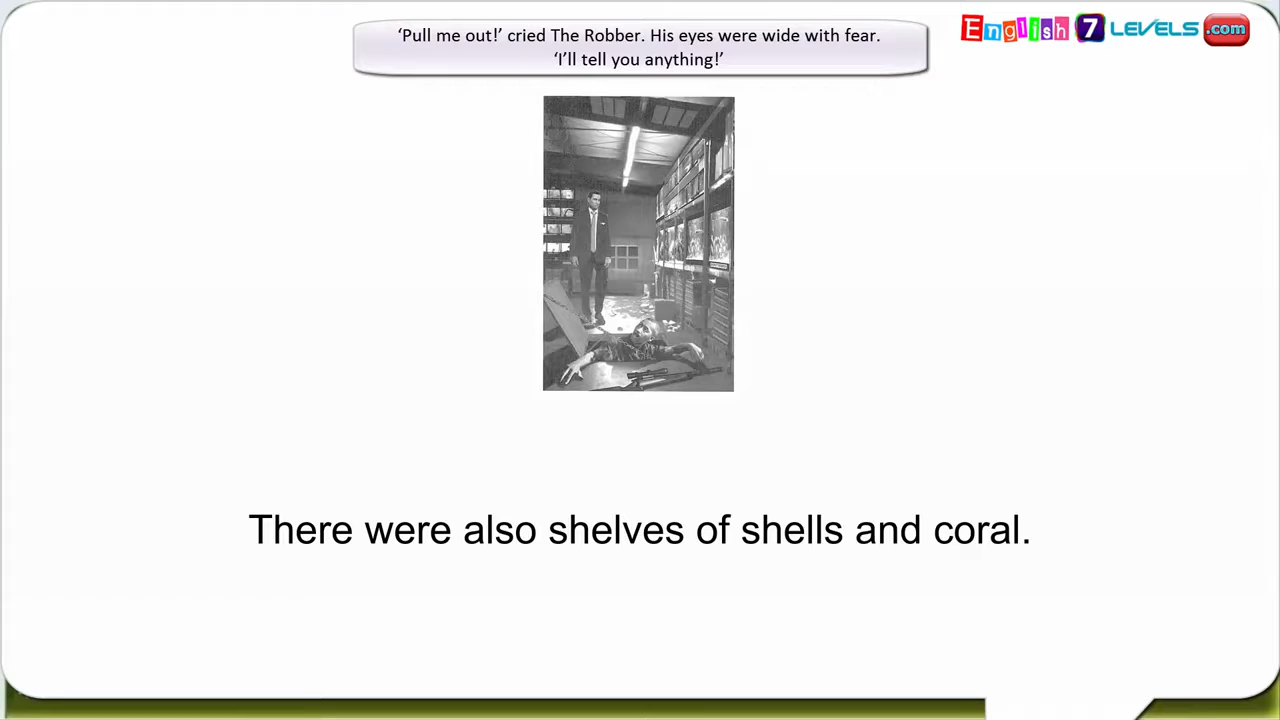 ‘Pull me out!’ cried The Robber. His eyes were wide with fear.
‘I’ll tell you anything!’
English 7 LEVELS .com
There were also shelves of shells and coral.